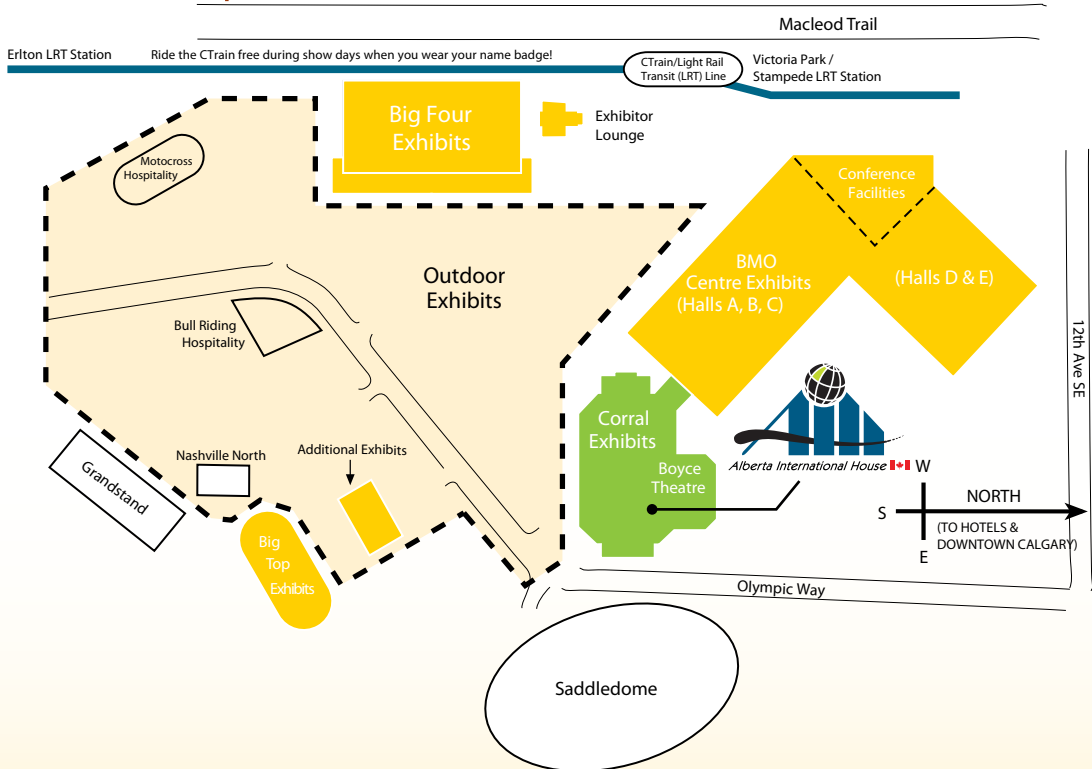 Macleod Trail
Erlton LRT Station
Ride the CTrain free during show days when you wear your name badge!
CTrain/Light Rail
Transit (LRT) Line
Victoria Park /
Stampede LRT Station
Big Four
Exhibits
Exhibitor
Lounge
Motocross
Hospitality
Conference
Facilities
Outdoor
Exhibits
BMO
Centre Exhibits
(Halls A, B, C)
(Halls D & E)
12th Ave SE
Bull Riding
Hospitality
Corral
Exhibits
Boyce
Theatre
Alberta International House
Grandstand
Nashville North
Additional Exhibits
Big
Top
Exhibits
W
S
NORTH
(TO HOTELS &
DOWNTOWN CALGARY)
E
Olympic Way
Saddledome